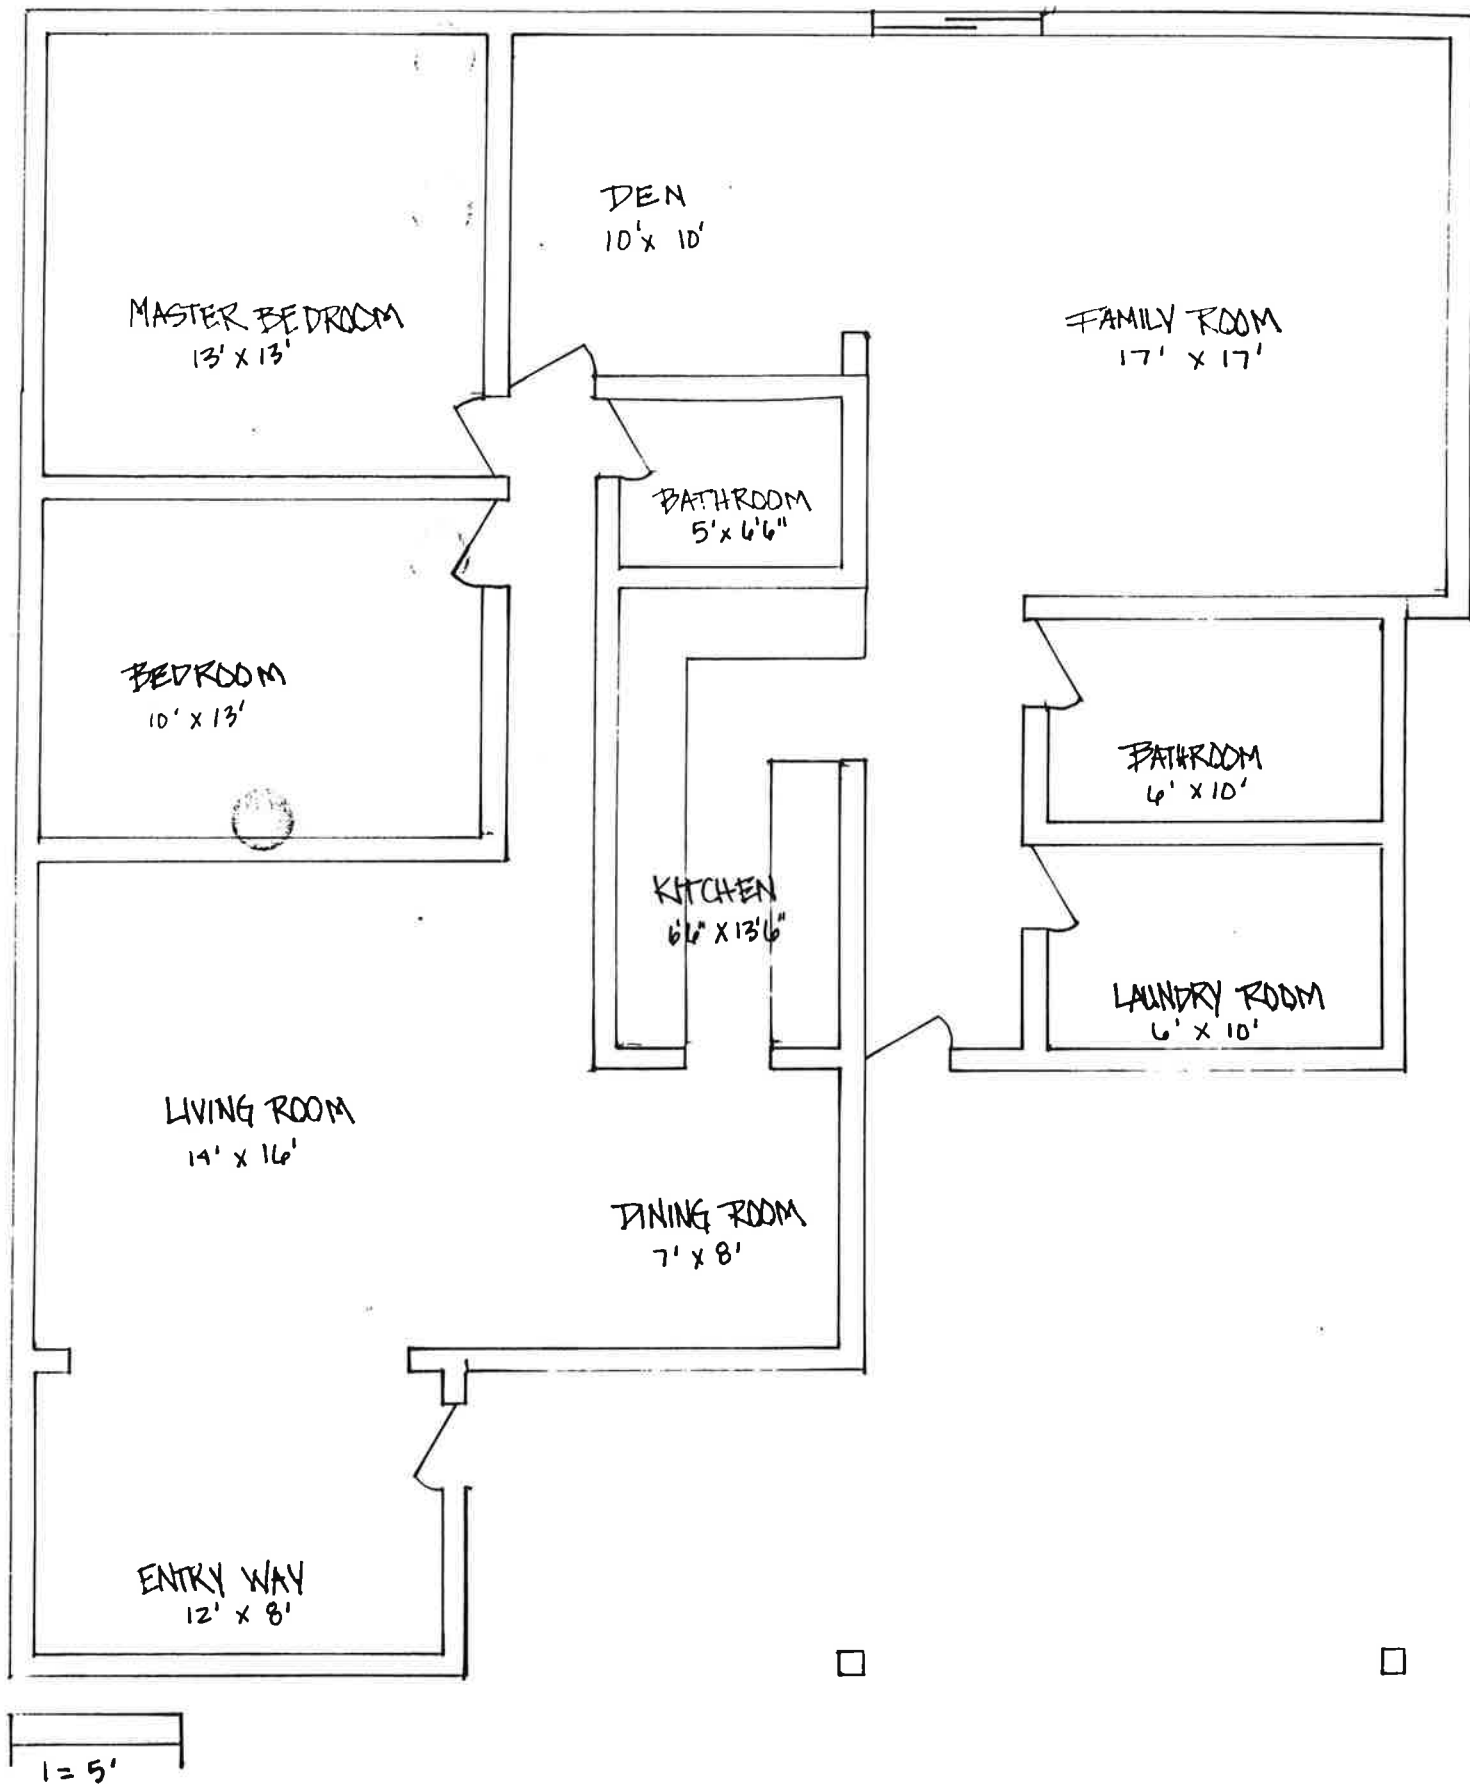 DEN
10' x 10'
MASTER BEDROOM
13' x 13'
FAMILY ROOM
17' x 17'
BATHROOM
5' x 6'6"
BEDROOM
10' x 13'
BATHROOM
6' x 10'
KITCHEN
6'6" x 13'6"
LAUNDRY ROOM
6' x 10'
LIVING ROOM
14' x 16'
DINING ROOM
7' x 8'
ENTRY WAY
12' x 8'
1 = 5'